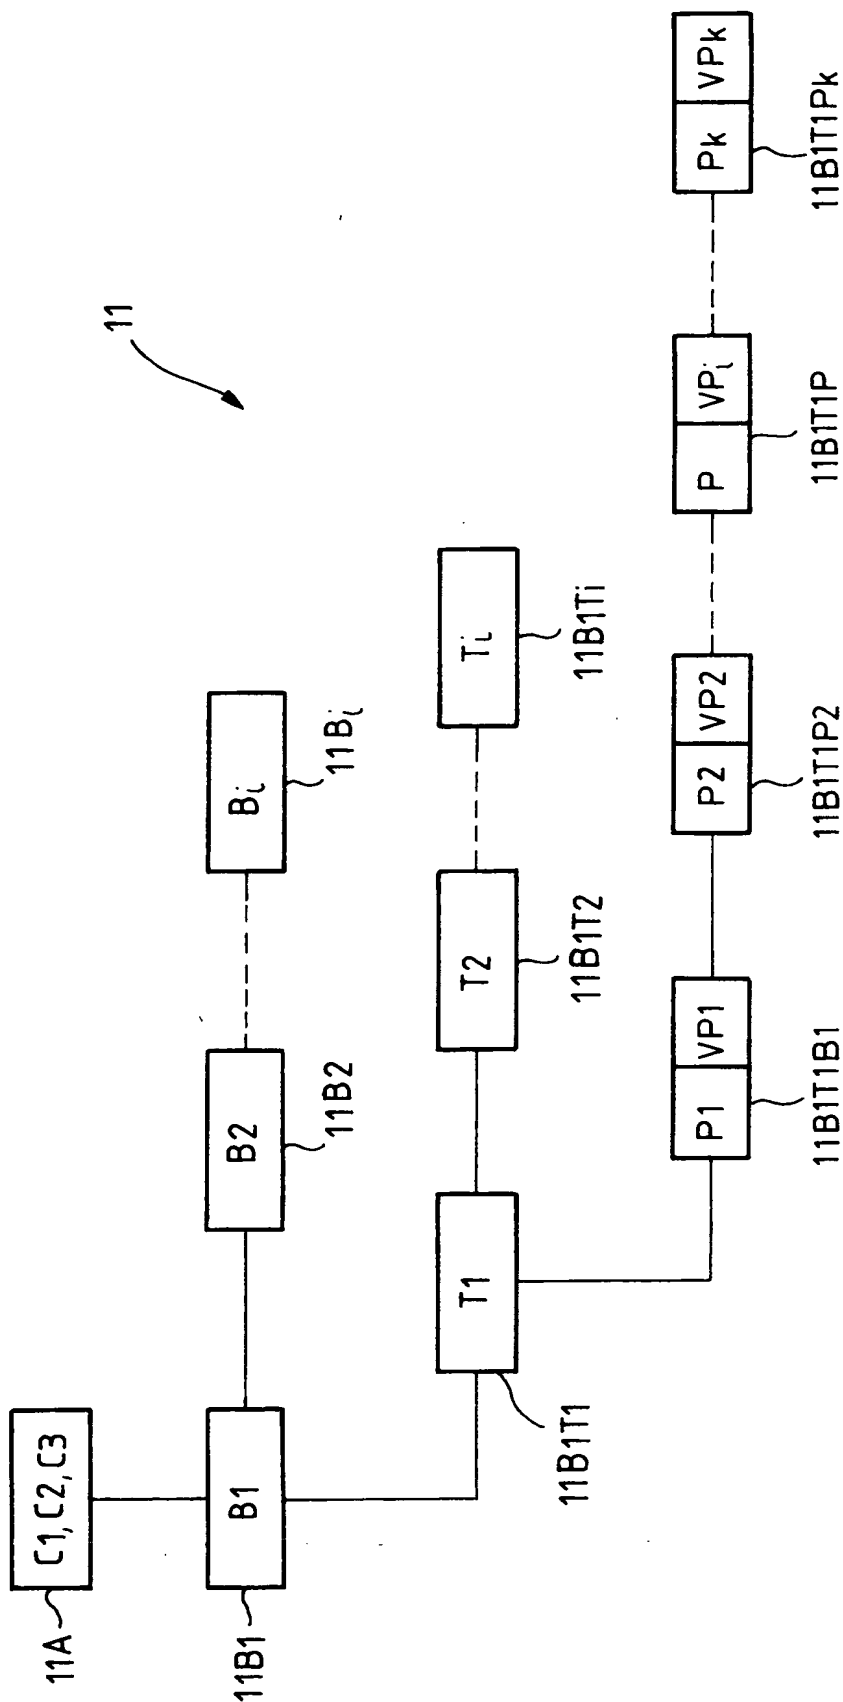 11
C1, C2, C3
11A
B1
11B1
B2
11B2
Bi
11Bi
T1
11B1T1
T2
11B1T2
Ti
11B1Ti
P1 VP1
11B1T1B1
P2 VP2
11B1T1P2
P VPi
11B1T1P
Pk VPk
11B1T1Pk